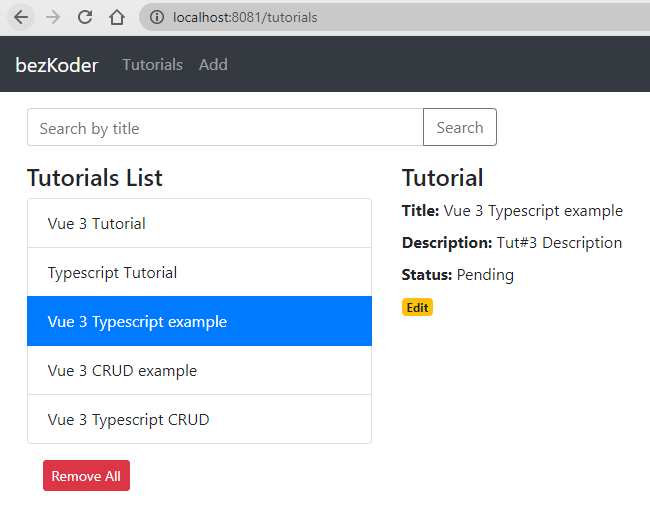 localhost:8081/tutorials
bezKoder Tutorials Add
Search by title Search
Tutorials List
Vue 3 Tutorial
Typescript Tutorial
Vue 3 Typescript example
Vue 3 CRUD example
Vue 3 Typescript CRUD
Remove All
Tutorial
Title: Vue 3 Typescript example
Description: Tut#3 Description
Status: Pending
Edit